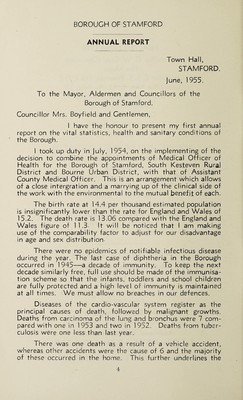 BOROUGH OF STAMFORD
ANNUAL REPORT
Town Hall,
STAMFORD.
June, 1955.
To the Mayor, Aldermen and Councillors of the
Borough of Stamford.
Councillor Mrs. Boyfield and Gentlemen,
I have the honour to present my first annual
report on the vital statistics, health and sanitary conditions of
the Borough.
I took up duty in July, 1954, on the implementing of the
decision to combine the appointments of Medical Officer of
Health for the Borough of Stamford, South Kesteven Rural
District and Bourne Urban District, with that of Assistant
County Medical Officer. This is an arrangement which allows
of a close intergration and a marrying up of the clinical side of
the work with the environmental to the mutual benefit of each.
The birth rate at 14.4 per thousand estimated population
is insignificantly lower than the rate for England and Wales of
15.2. The death rate is 13.06 compared with the England and
Wales figure of 11.3. It will be noticed that I am making
use of the comparability factor to adjust for our disadvantage
in age and sex distribution.
There were no epidemics of notifiable infectious disease
during the year. The last case of diphtheria in the Borough
occurred in 1945—a decade of immunity. To keep the next
decade similarly free, full use should be made of the immunisa-
tion scheme so that the infants, toddlers and school children
are fully protected and a high level of immunity is maintained
at all times. We must allow no breaches in our defences.
Diseases of the cardio-vascular system register as the
principal causes of death, followed by malignant growths.
Deaths from carcinoma of the lung and bronchus were 7 com-
pared with one in 1953 and two in 1952. Deaths from tuber-
culosis were one less than last year.
There was one death as a result of a vehicle accident,
whereas other accidents were the cause of 6 and the majority
of these occurred in the home. This further underlines the
4